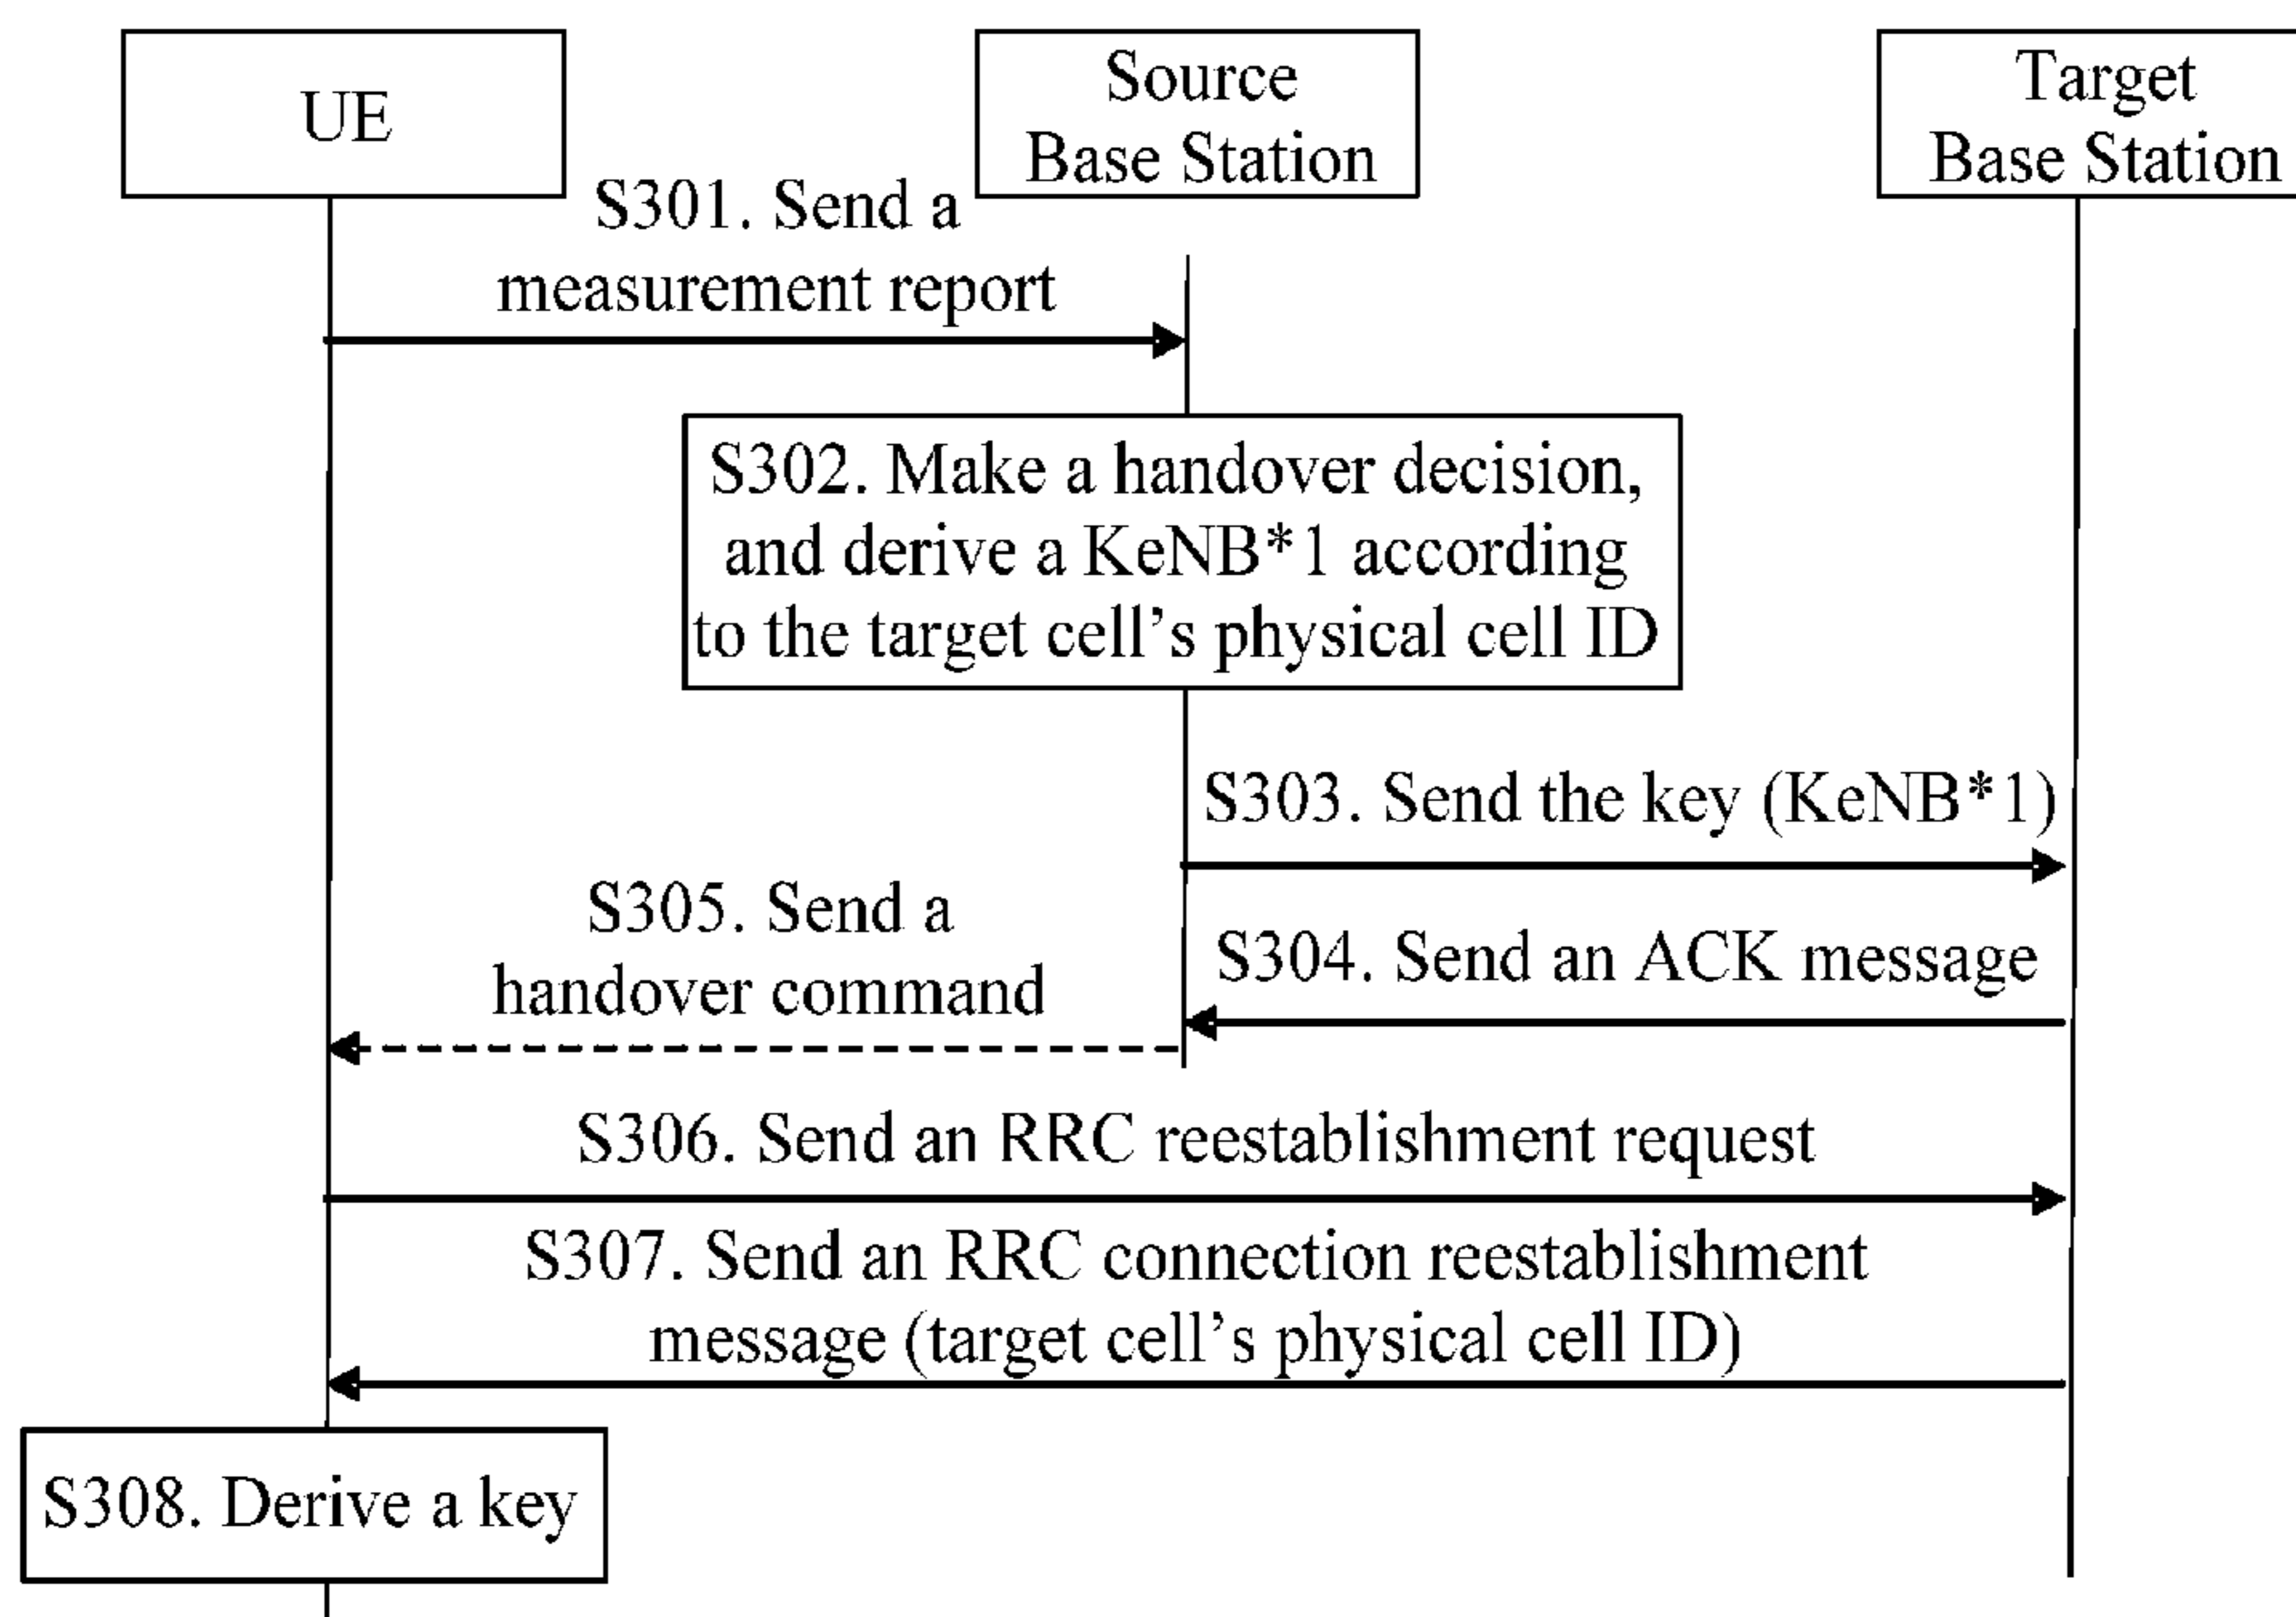 UE
Source
Base Station
Target
Base Station
S301. Send a
measurement report
S302. Make a handover decision,
and derive a KeNB*1 according
to the target cell’s physical cell ID
S303. Send the key (KeNB*1)
S304. Send an ACK message
S305. Send a
handover command
S306. Send an RRC reestablishment request
S307. Send an RRC connection reestablishment
message (target cell’s physical cell ID)
S308. Derive a key